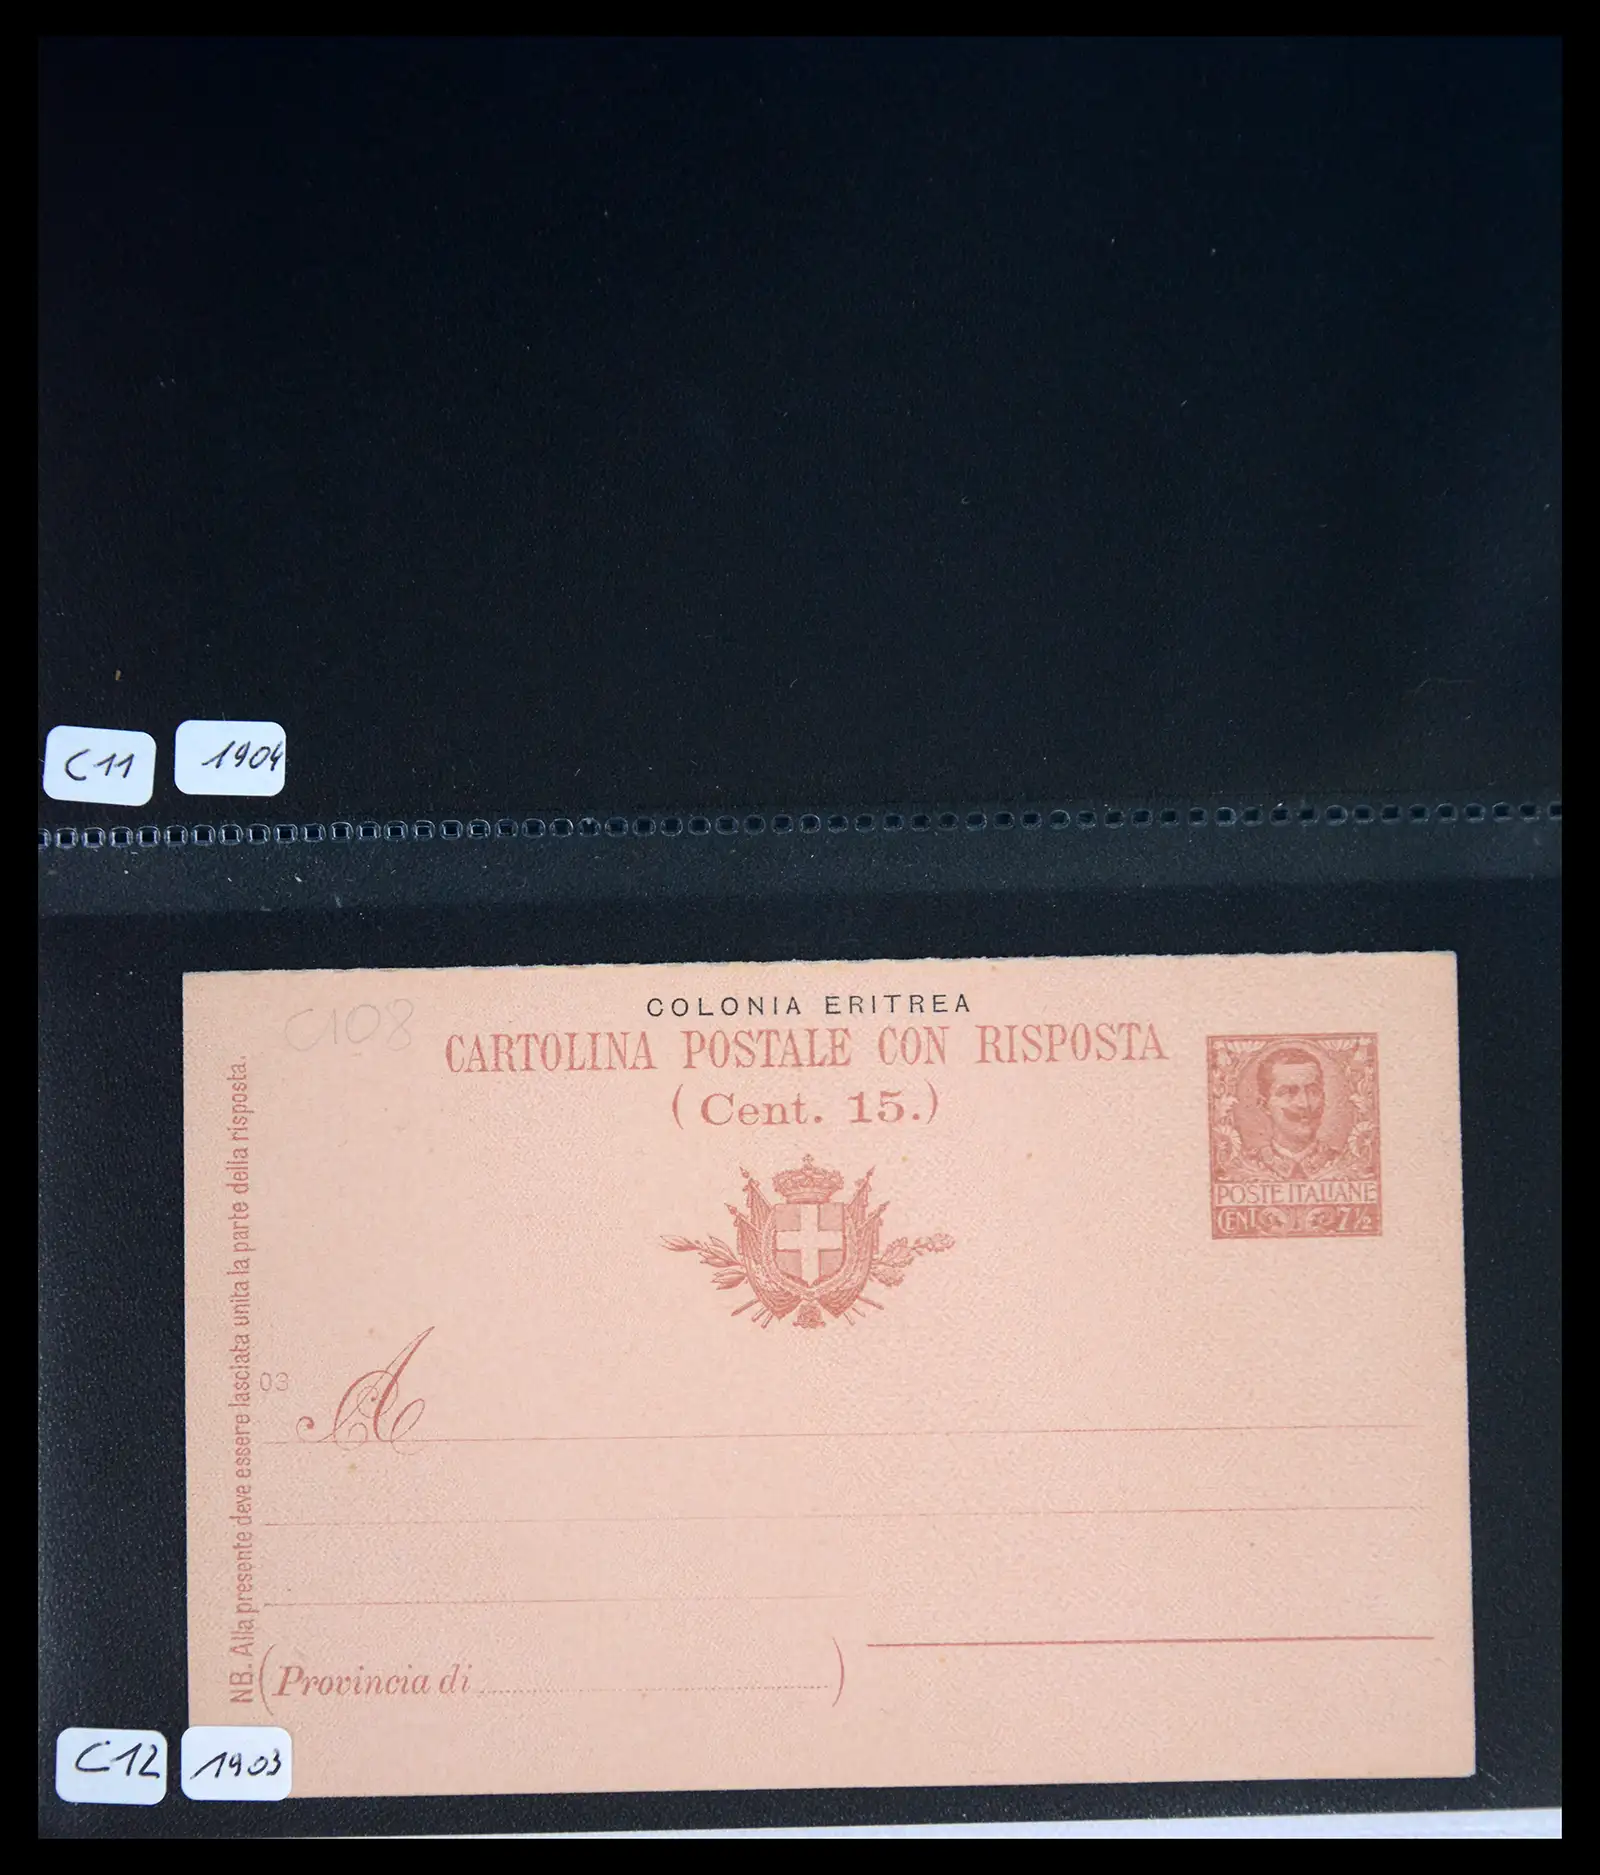 C11 1904
C108
COLONIA ERITREA
CARTOLINA POSTALE CON RISPOSTA
(Cent. 15.)
POSTE ITALIANE
CENT 7½
NB. Alla presente deve essere lasciata unita la parte della risposta.
03
A
(Provincia di )
C12 1903